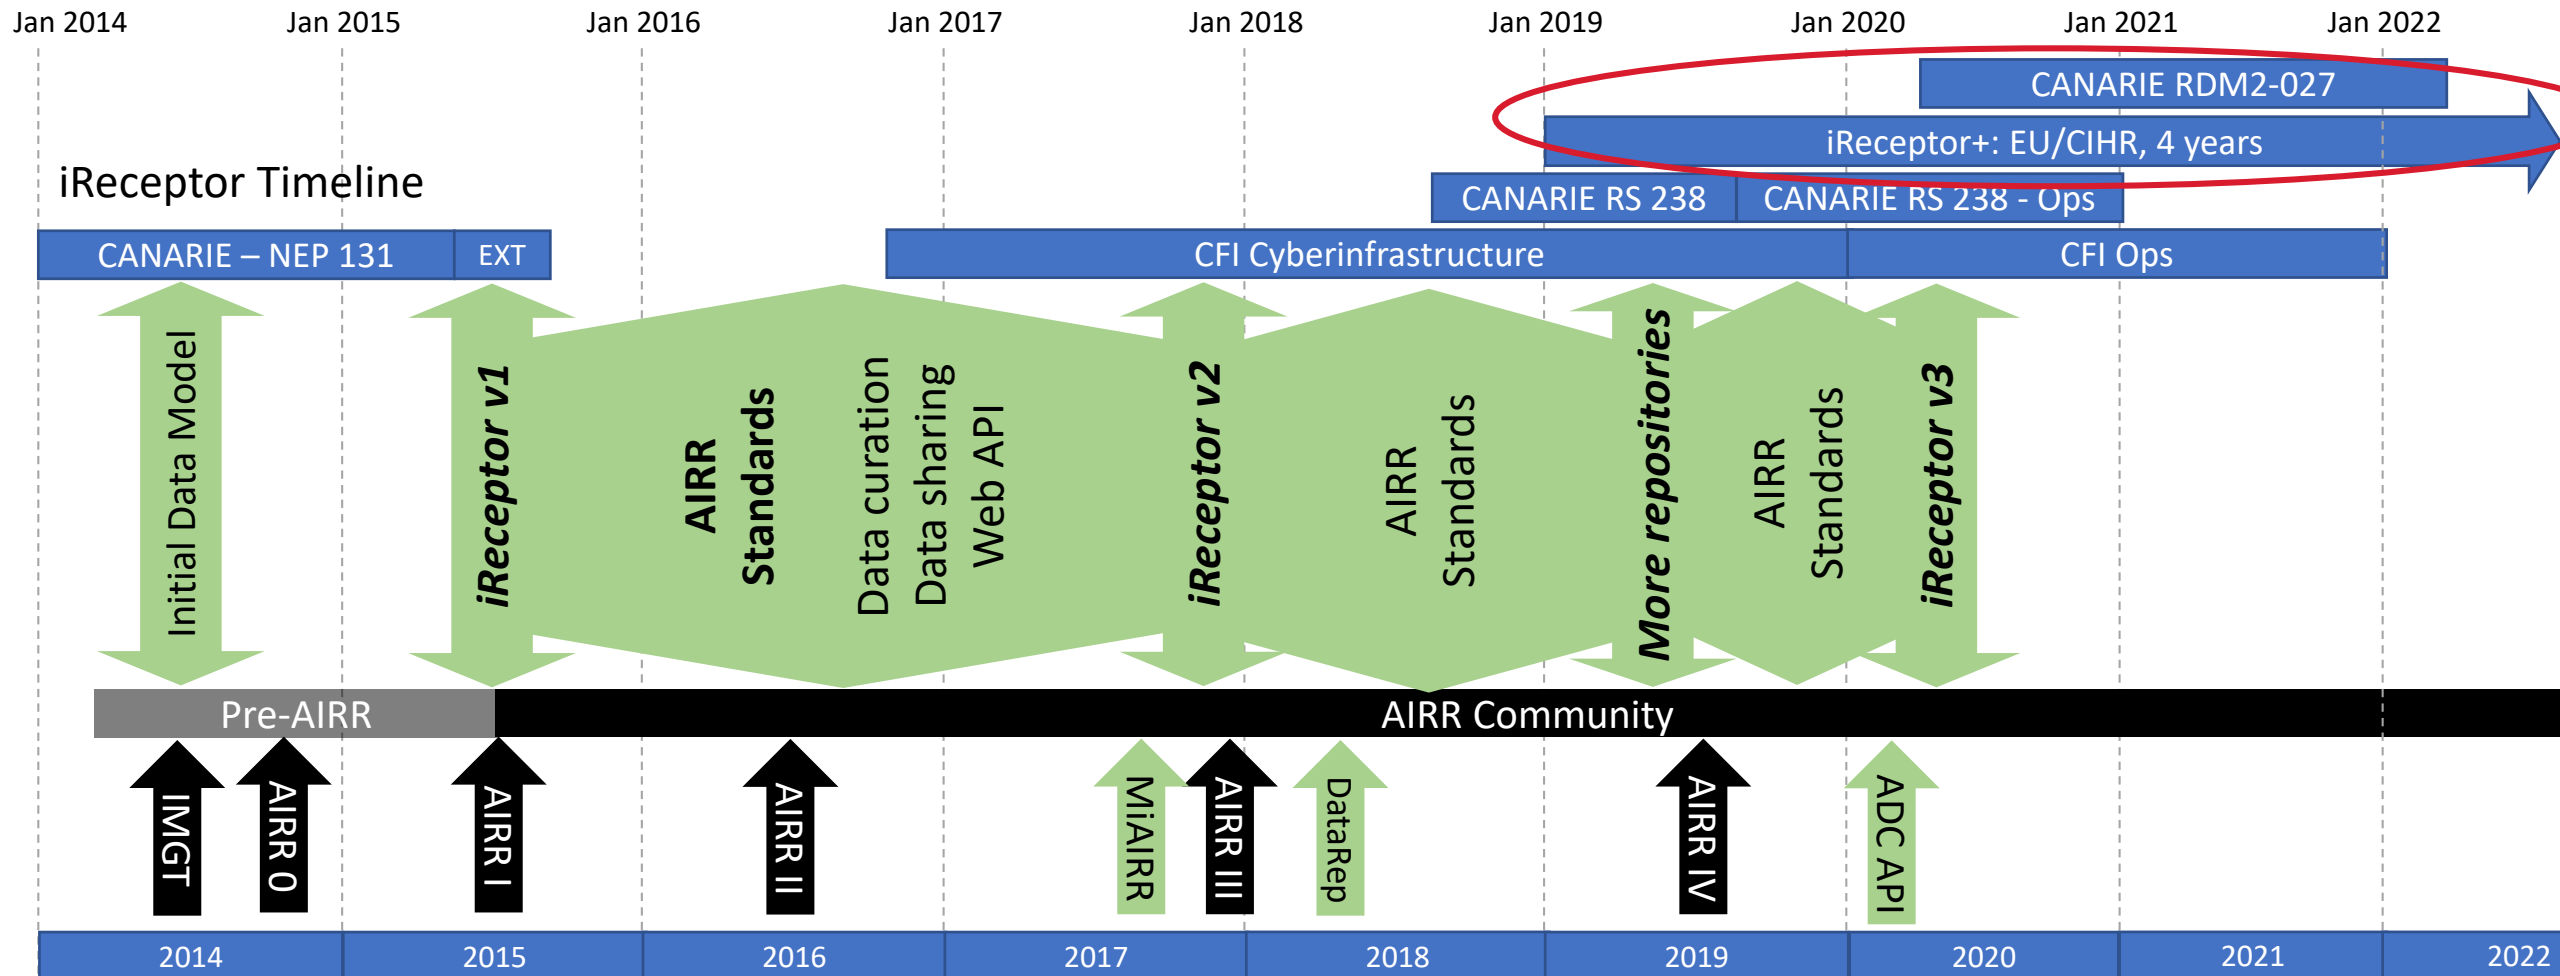 Jan 2014
Jan 2015
Jan 2016
Jan 2017
Jan 2018
Jan 2019
Jan 2020
Jan 2021
Jan 2022
CANARIE RDM2-027
iReceptor+: EU/CIHR, 4 years
iReceptor Timeline
CANARIE RS 238
CANARIE RS 238 - Ops
CANARIE – NEP 131
EXT
CFI Cyberinfrastructure
CFI Ops
Initial Data Model
iReceptor v1
AIRR
Standards
Data curation
Data sharing
Web API
iReceptor v2
AIRR
Standards
More repositories
AIRR
Standards
iReceptor v3
Pre-AIRR
AIRR Community
IMGT
AIRR 0
AIRR I
AIRR II
MiAIRR
AIRR III
DataRep
AIRR IV
ADC API
2014
2015
2016
2017
2018
2019
2020
2021
2022